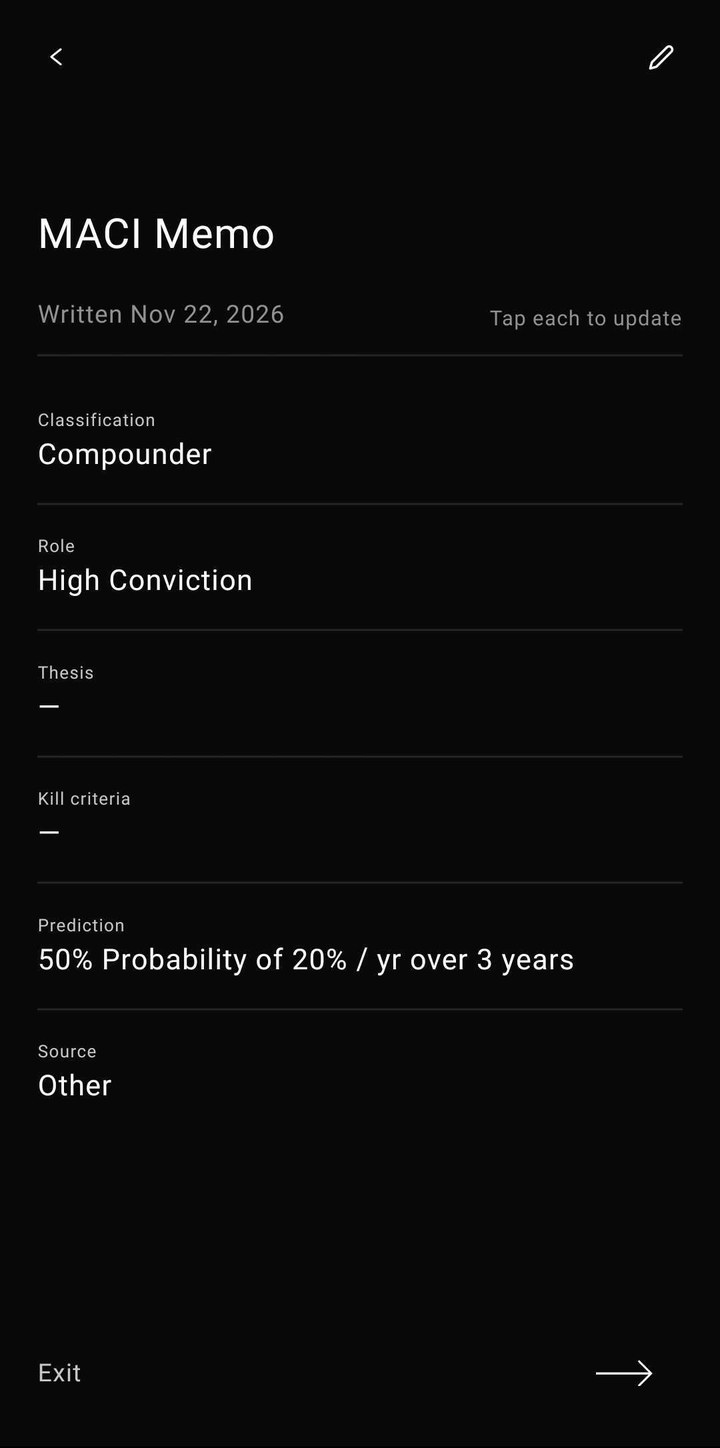 MACI Memo
Written Nov 22, 2026
Tap each to update
Classification
Compounder
Role
High Conviction
Thesis
—
Kill criteria
—
Prediction
50% Probability of 20% / yr over 3 years
Source
Other
Exit